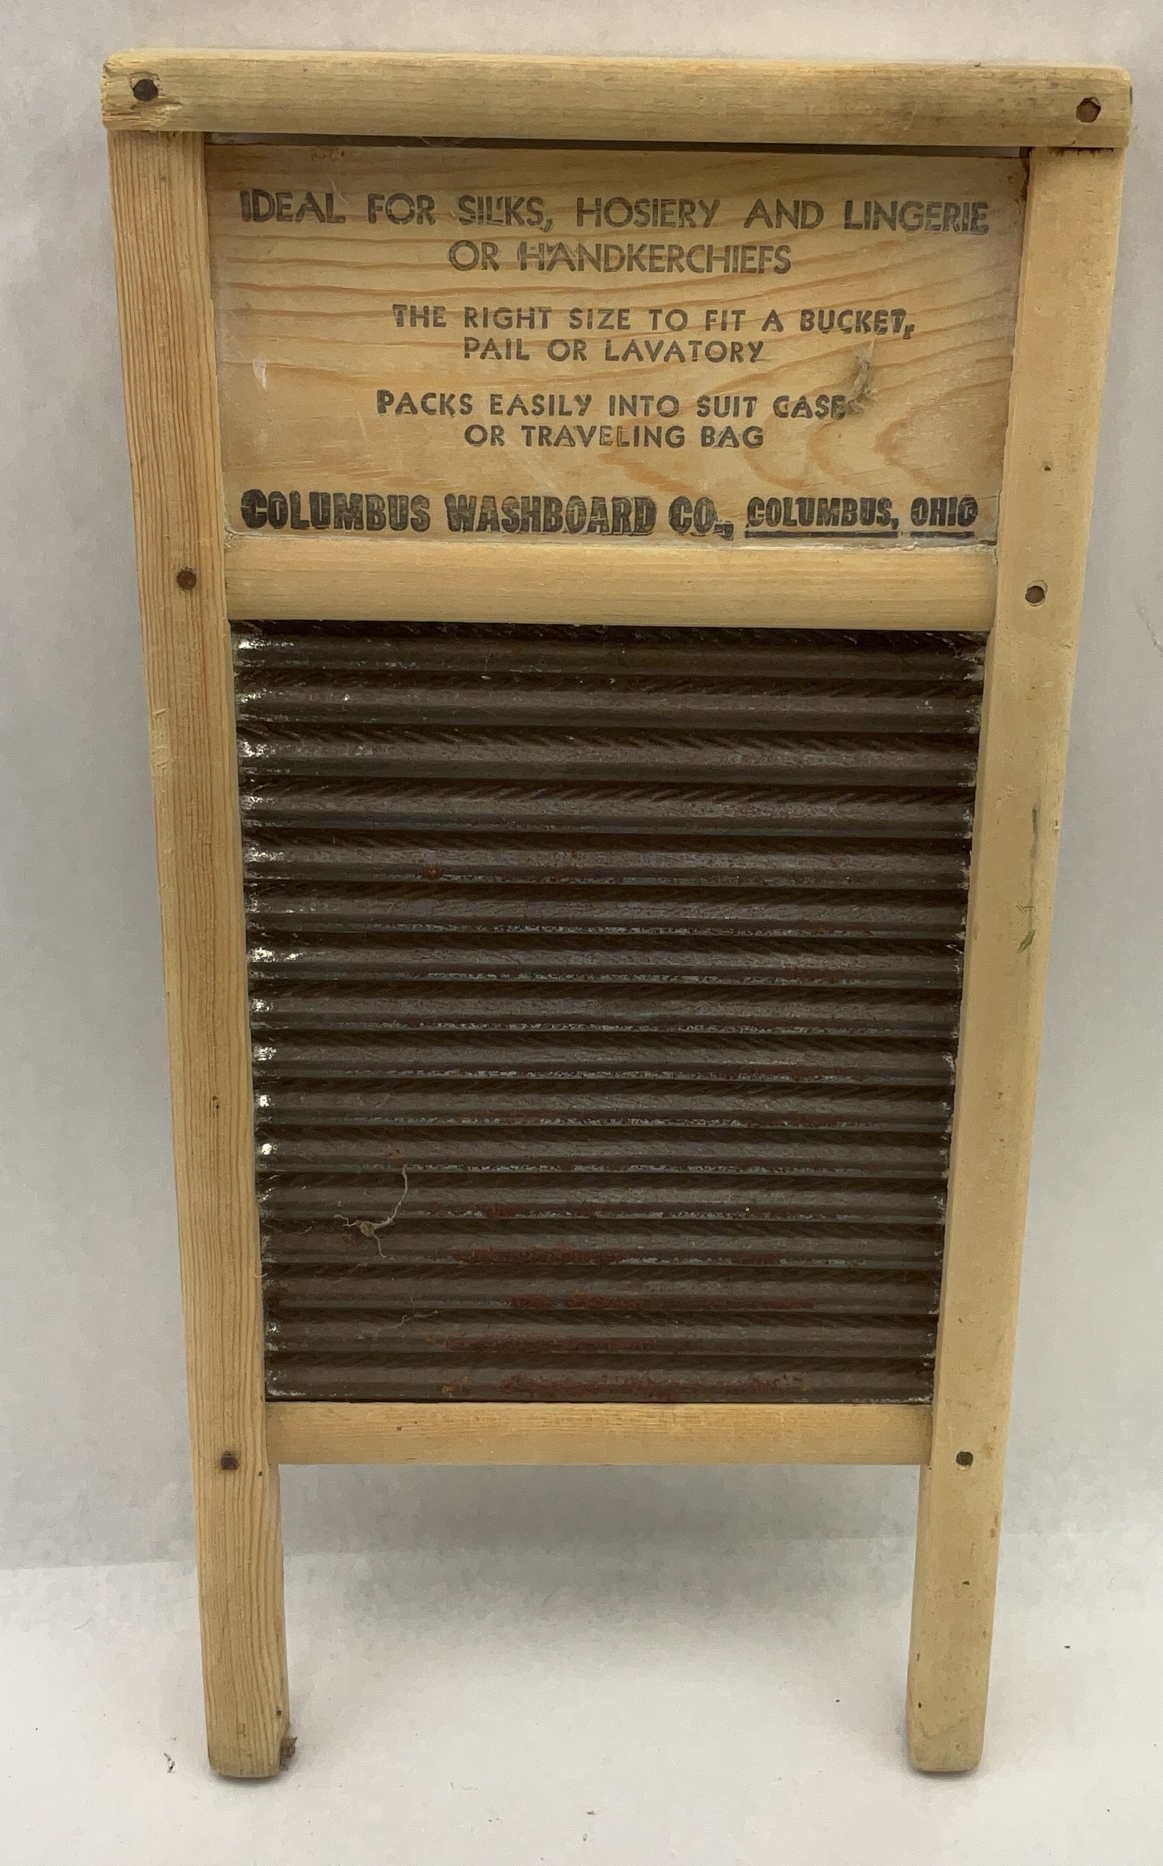 IDEAL FOR SILKS, HOSIERY AND LINGERIE
OR HANDKERCHIEFS
THE RIGHT SIZE TO FIT A BUCKET,
PAIL OR LAVATORY
PACKS EASILY INTO SUIT CASE
OR TRAVELING BAG
COLUMBUS WASHBOARD CO., COLUMBUS, OHIO